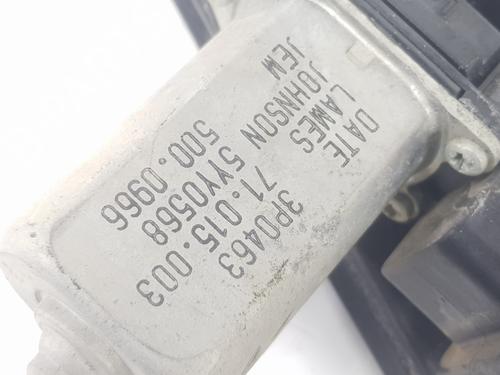 DATE 3P0463
LAMES 71.015.003
JOHNSON 5YY0568
JEM 500.0966